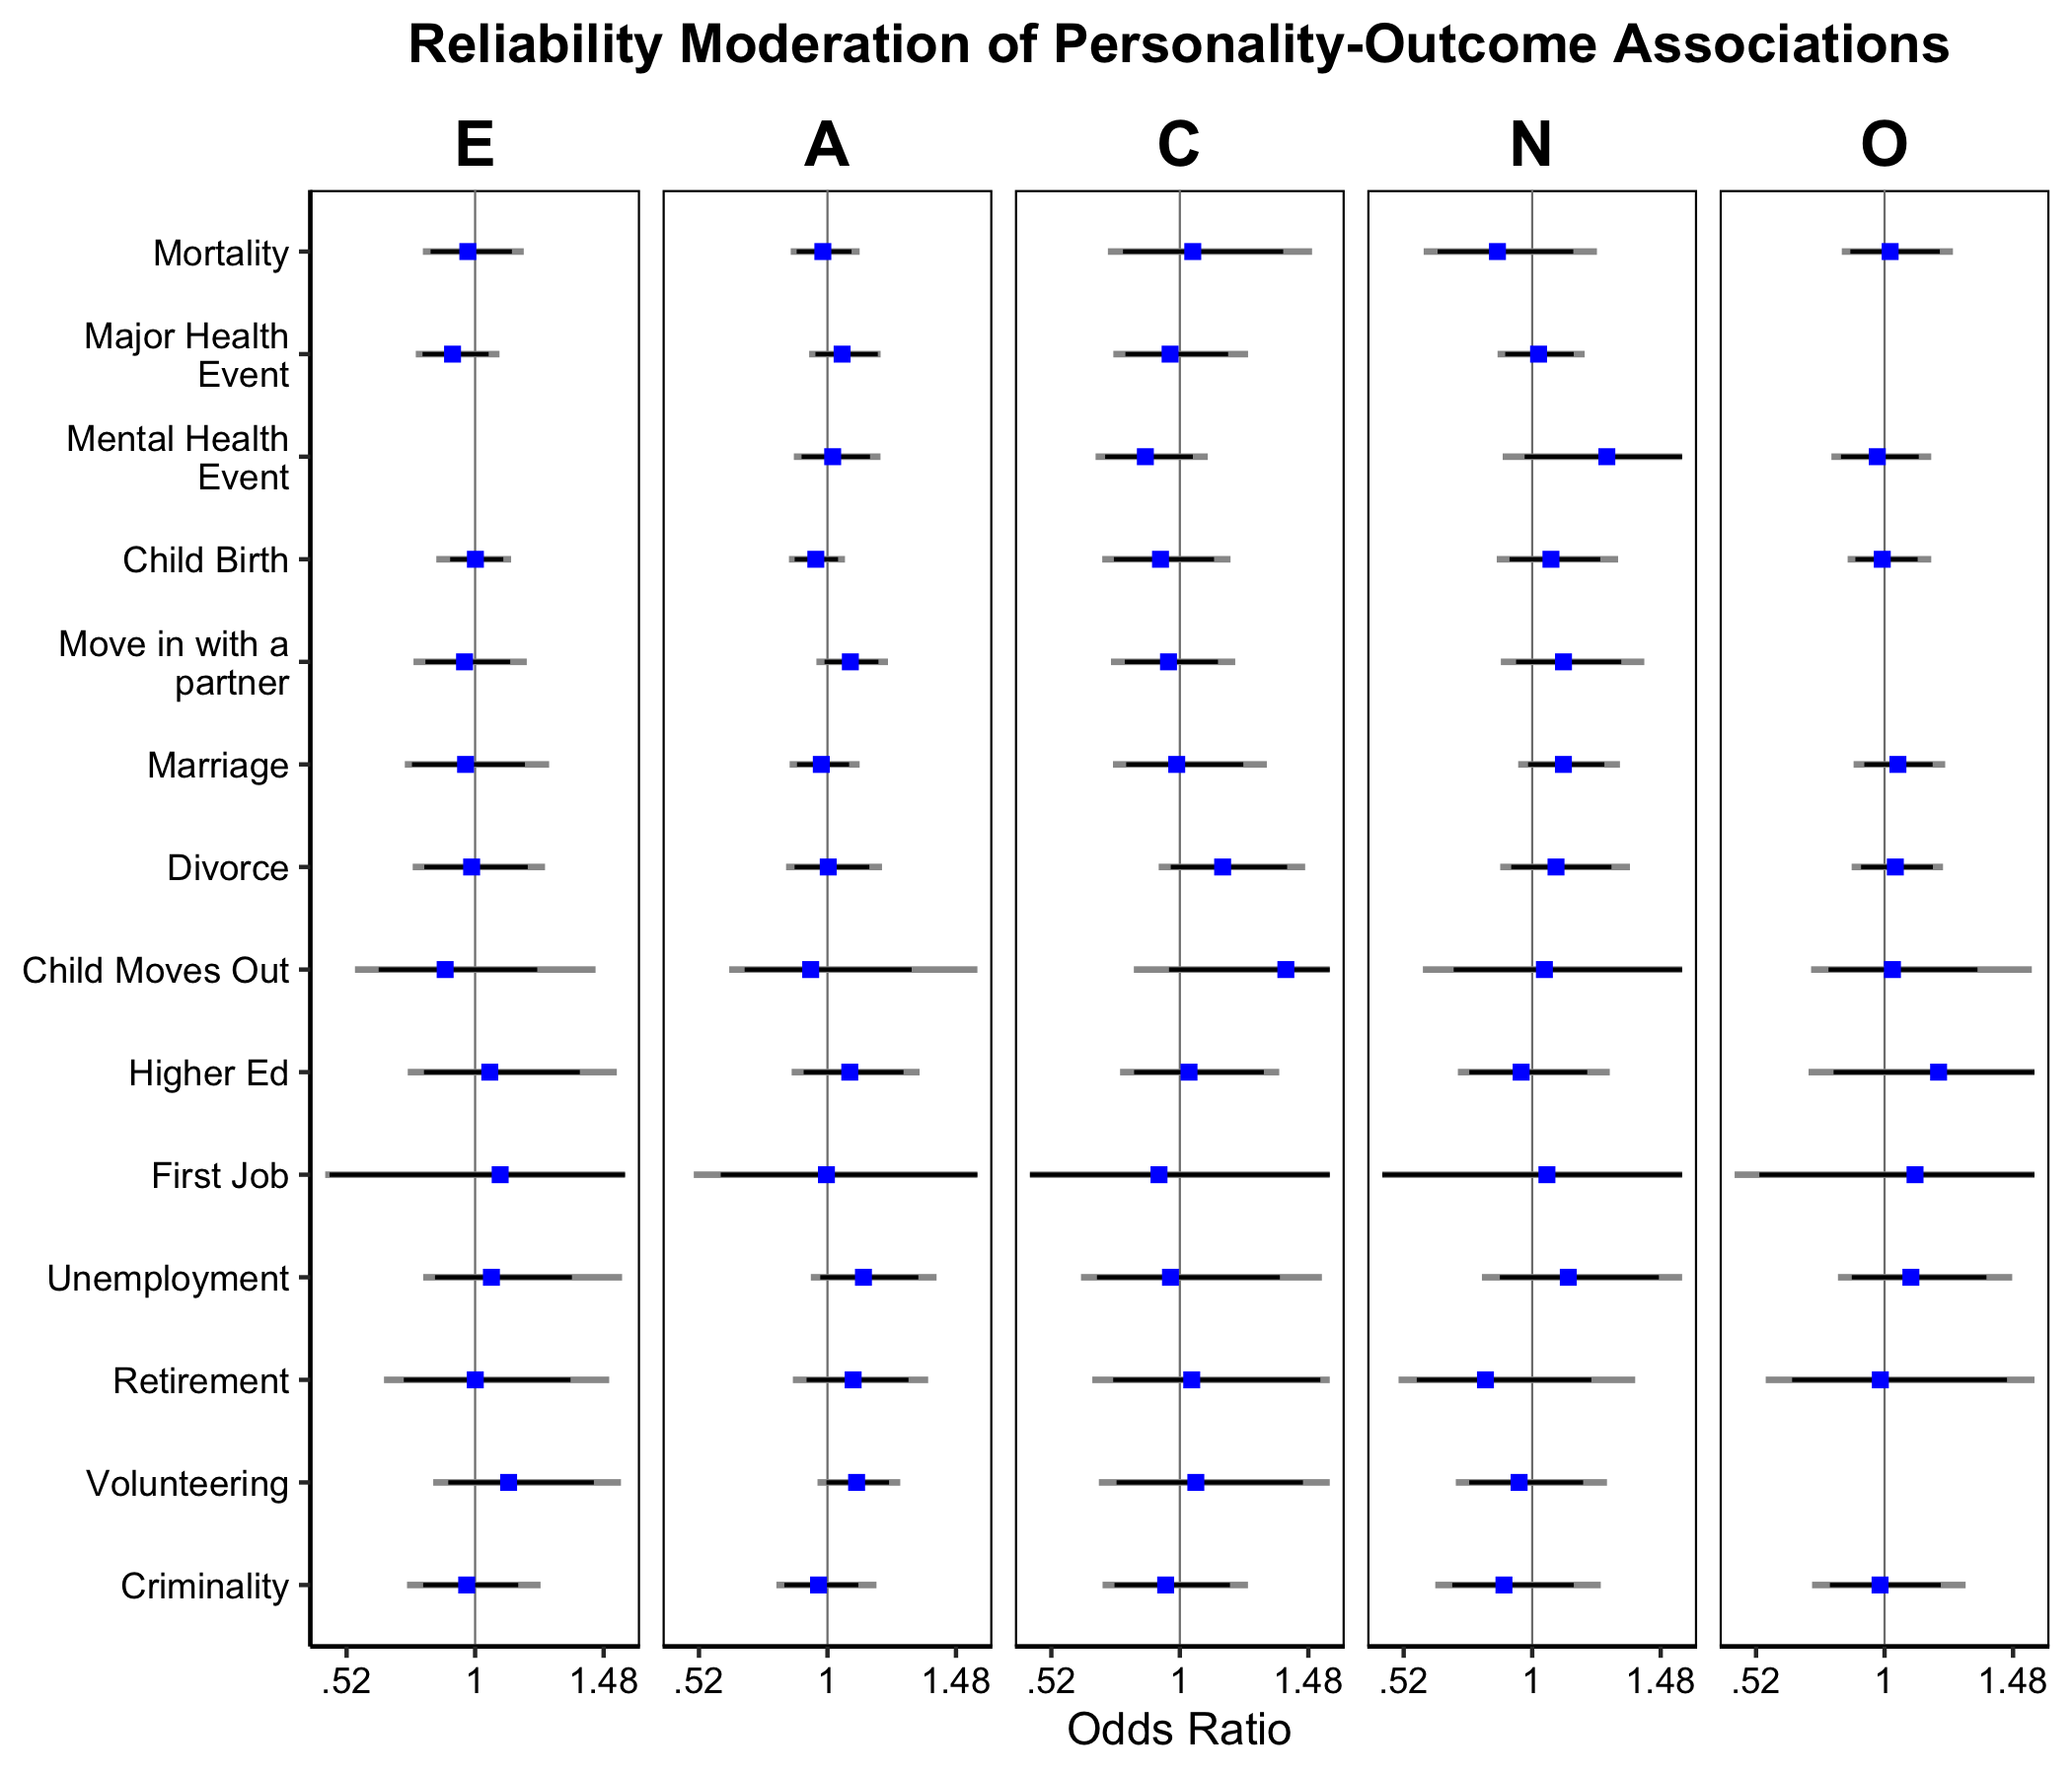 Reliability Moderation of Personality-Outcome Associations
E A C N O
Mortality
Major Health
Event
Mental Health
Event
Child Birth
Move in with a
partner
Marriage
Divorce
Child Moves Out
Higher Ed
First Job
Unemployment
Retirement
Volunteering
Criminality
.52 1 1.48 .52 1 1.48 .52 1 1.48 .52 1 1.48 .52 1 1.48
Odds Ratio